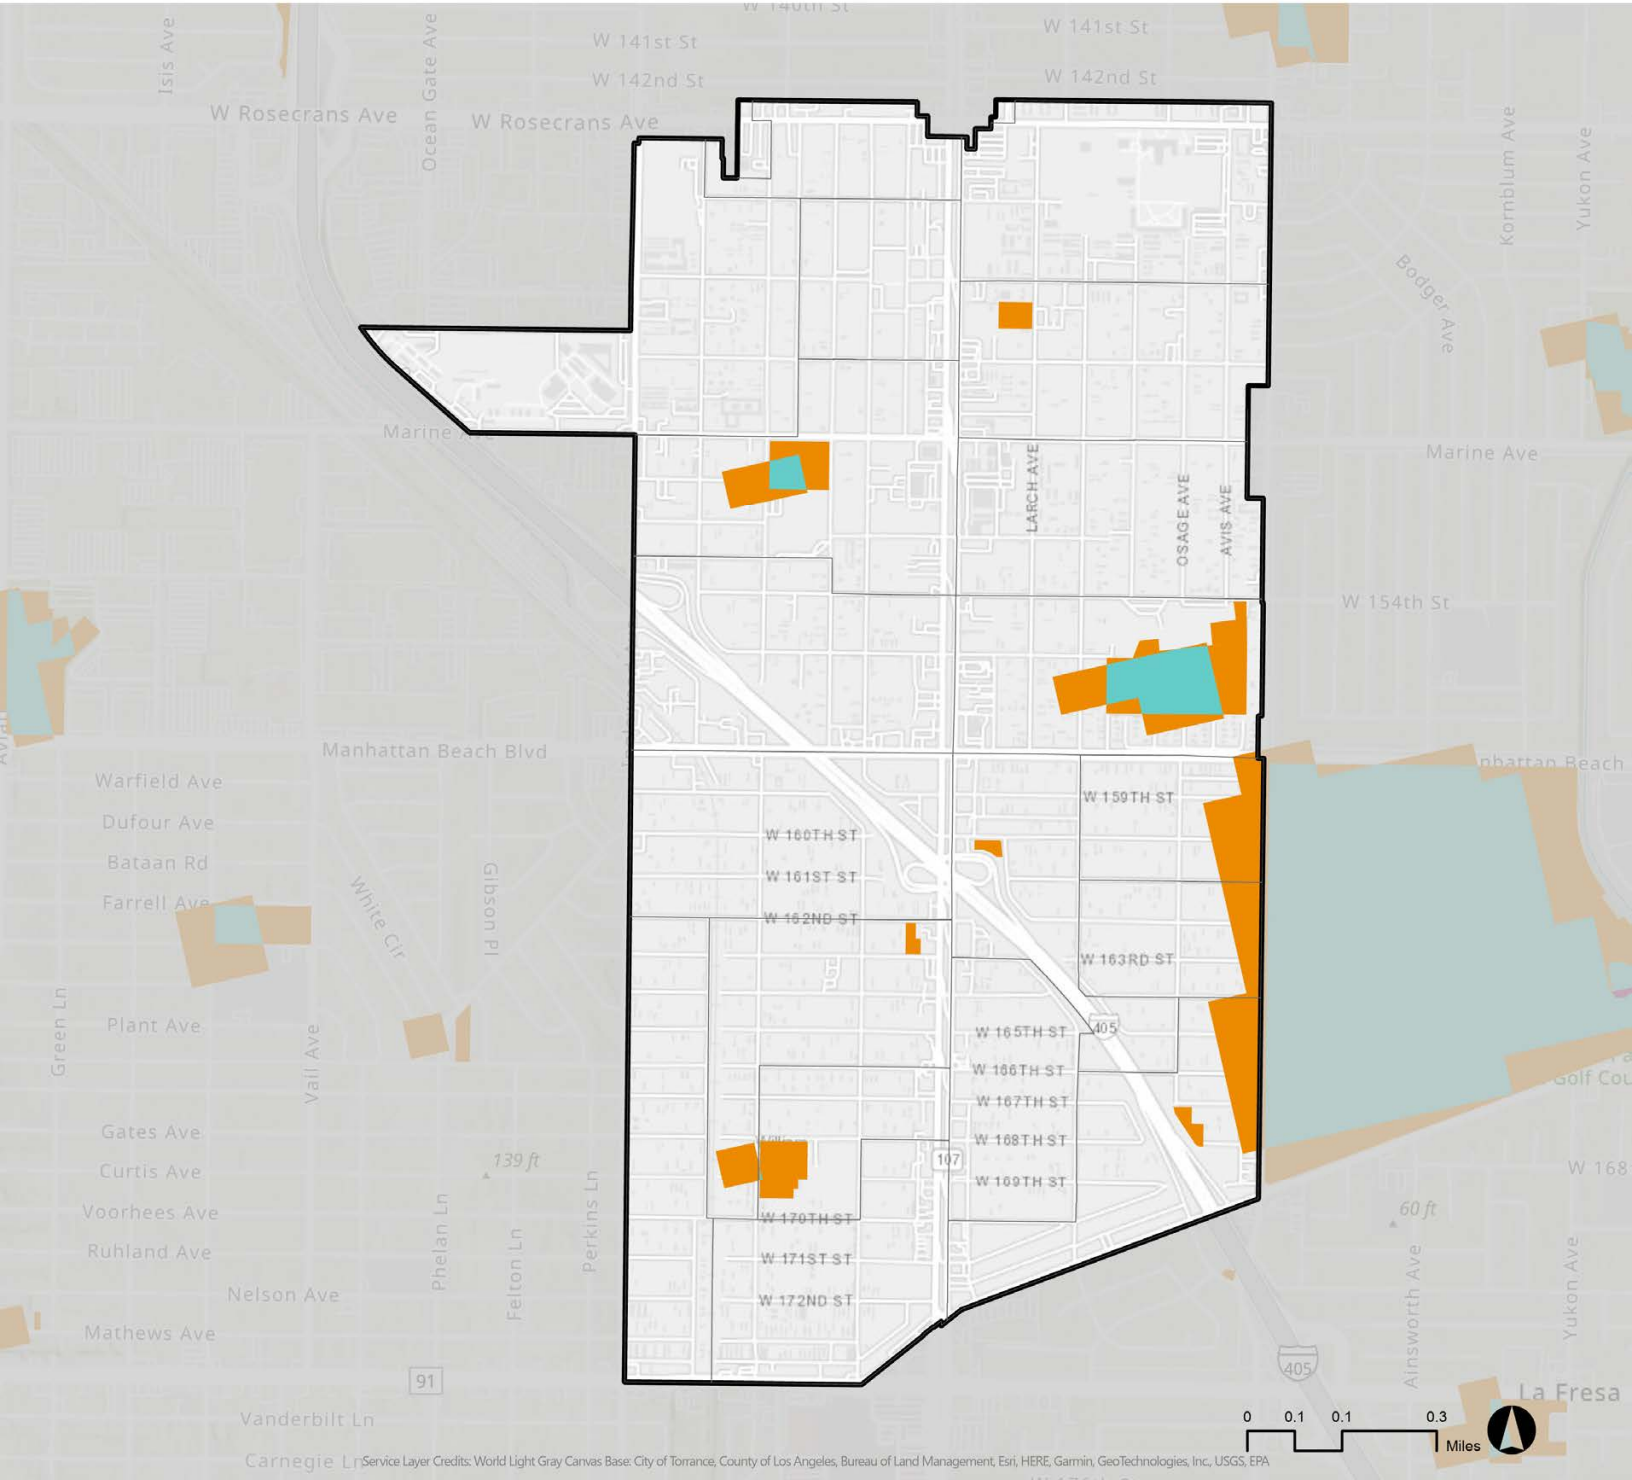 W 140th St
W 141st St
W 141st St
W 142nd St
W 142nd St
Isis Ave
Ocean Gate Ave
W Rosecrans Ave
W Rosecrans Ave
Kornblum Ave
Yukon Ave
Bodger Ave
Marine Ave
Marine Ave
LARCH AVE
OSAGE AVE
AVIS AVE
W 154th St
Manhattan Beach Blvd
nhattan Beach
Warfield Ave
W 159TH ST
Dufour Ave
W 160TH ST
Bataan Rd
W 161ST ST
Farrell Ave
W 162ND ST
White Cir
Gibson Pl
W 163RD ST
Green Ln
Plant Ave
Vail Ave
W 165TH ST
405
W 166TH ST
Golf Cou
W 167TH ST
Gates Ave
W 168TH ST
139 ft
107
W 168
Curtis Ave
W 169TH ST
Voorhees Ave
Phelan Ln
Felton Ln
Perkins Ln
W 170TH ST
60 ft
Ruhland Ave
W 171ST ST
Nelson Ave
W 172ND ST
Ainsworth Ave
Yukon Ave
Mathews Ave
405
91
La Fresa
Vanderbilt Ln
0 0.1 0.1 0.3
Miles
Carnegie Ln
Service Layer Credits: World Light Gray Canvas Base: City of Torrance, County of Los Angeles, Bureau of Land Management, Esri, HERE, Garmin, GeoTechnologies, Inc., USGS, EPA